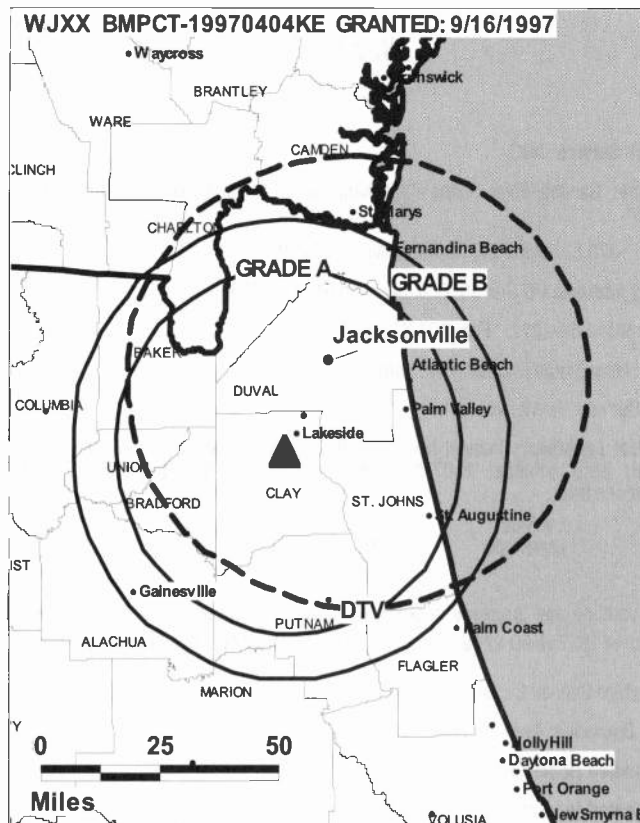 WJXX BMPCT-19970404KE GRANTED: 9/16/1997
Waycross
BRANTLEY
WARE
CAMDEN
CLINCH
St. Marys
CHARLTO
Fernandina Beach
GRADE A
GRADE B
Jacksonville
BAKER
Atlantic Beach
DUVAL
COLUMBIA
Palm Valley
Lakeside
UNION
CLAY
BRADFORD
ST. JOHNS
St. Augustine
IST
Gainesville
DTV
PUTNAM
Palm Coast
ALACHUA
FLAGLER
MARION
Y
Holly Hill
0 25 50
Daytona Beach
Port Orange
Miles
VOLUSIA
New Smyrna B